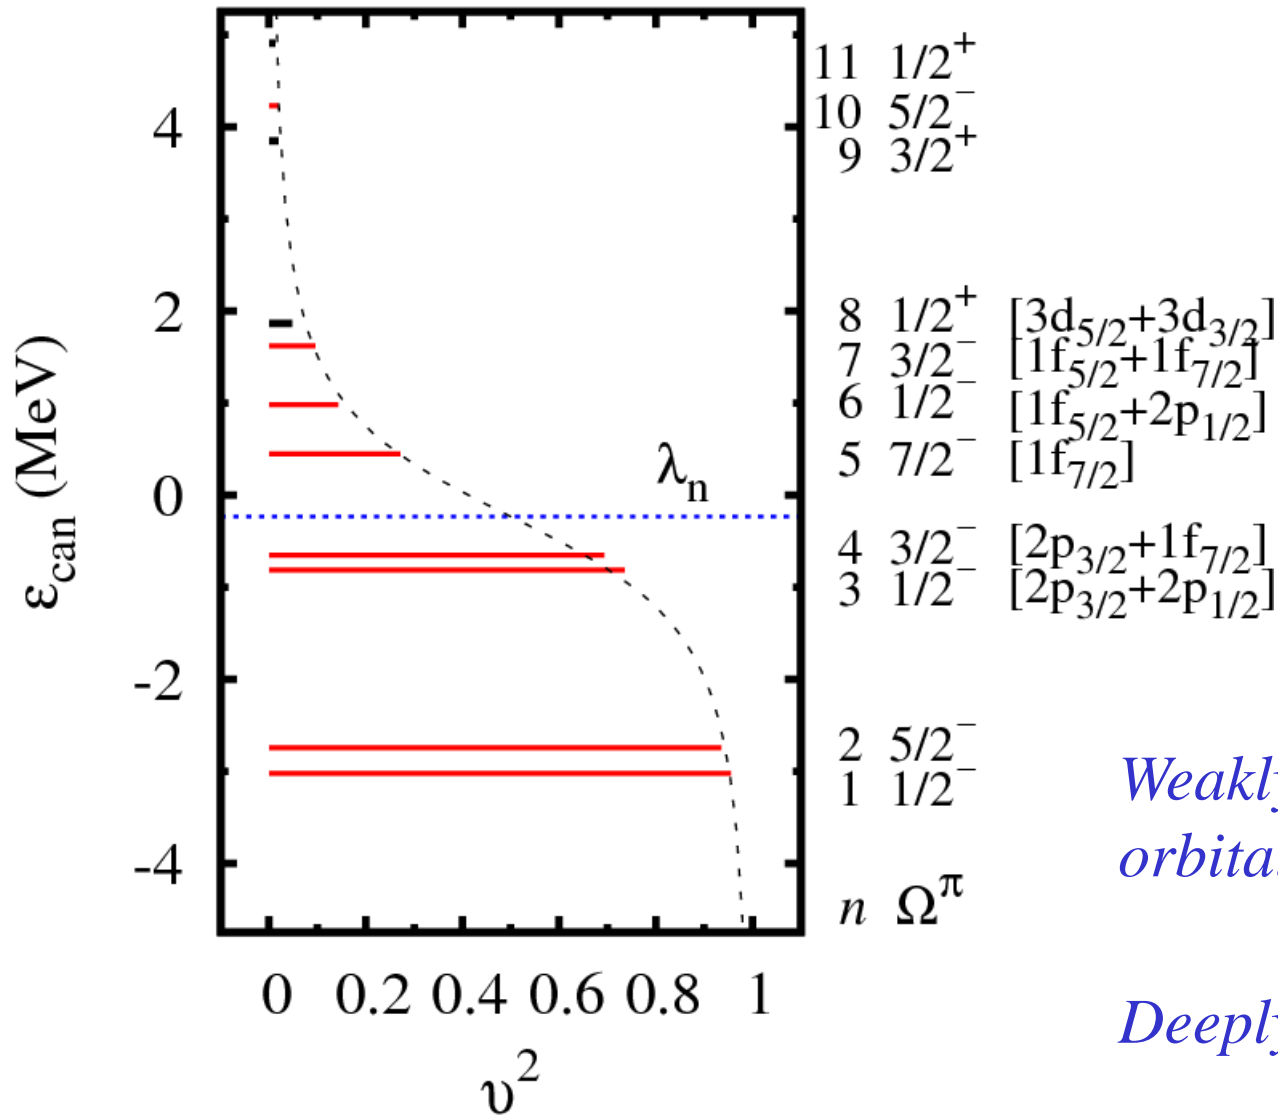 11 1/2⁺
10 5/2⁻
9 3/2⁺
8 1/2⁺ [3d₅/₂+3d₃/₂]
7 3/2⁻ [1f₅/₂+1f₇/₂]
6 1/2⁻ [1f₅/₂+2p₁/₂]
5 7/2⁻ [1f₇/₂]
4 3/2⁻ [2p₃/₂+1f₇/₂]
3 1/2⁻ [2p₃/₂+2p₁/₂]
2 5/2⁻
1 1/2⁻
n Ω^π
λₙ
4
2
0
-2
-4
ε_can (MeV)
0 0.2 0.4 0.6 0.8 1
υ²
Deeply